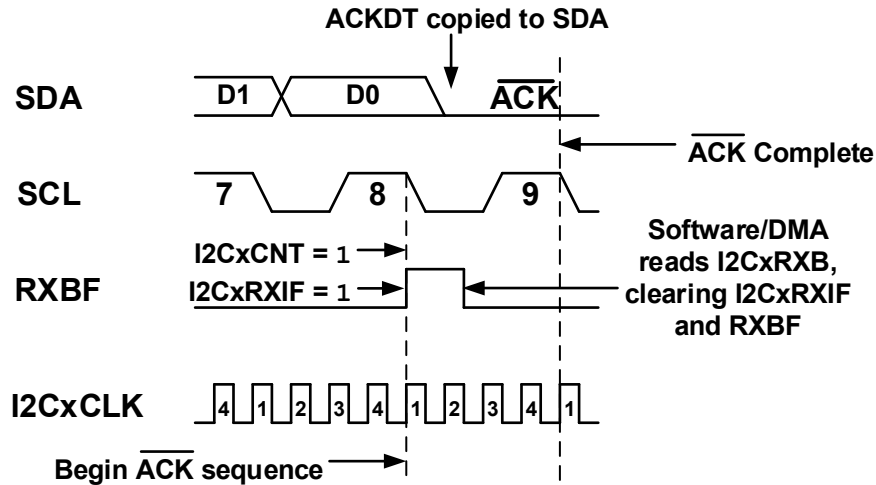 ACKDT copied to SDA
SDA
D1
D0
ACK
ACK Complete
SCL
7
8
9
I2CxCNT = 1
Software/DMA
reads I2CxRXB,
clearing I2CxRXIF
and RXBF
RXBF
I2CxRXIF = 1
I2CxCLK
4 1 2 3 4 1 2 3 4 1
Begin ACK sequence